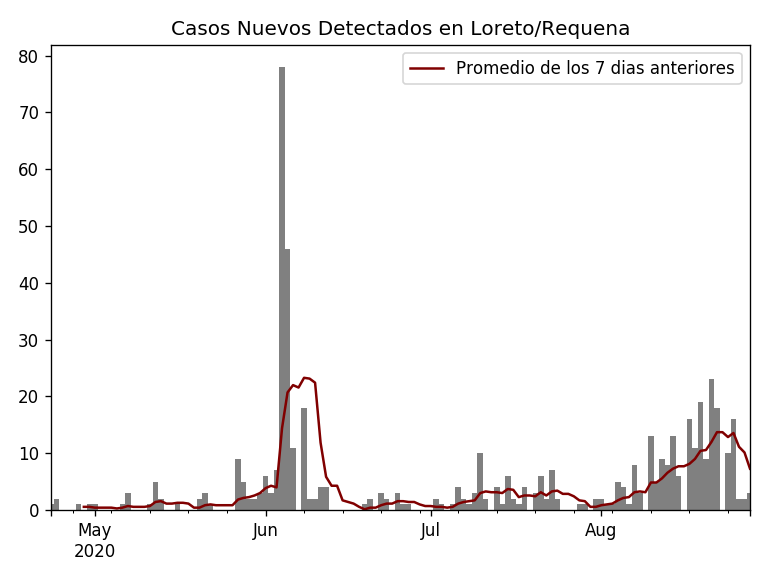 Casos Nuevos Detectados en Loreto/Requena
Promedio de los 7 dias anteriores
80
70
60
50
40
30
20
10
0
May
2020
Jun
Jul
Aug